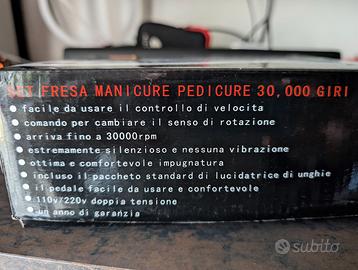 SET FRESA MANICURE PEDICURE 30,000 GIRI
● facile da usare il controllo di velocita
● comando per cambiare il senso di rotazione
● arriva fino a 30000rpm
● estremamente silenzioso e nessuna vibrazione
● ottima e comfortevole impugnatura
● incluso il paccheto standard di lucidatrice di unghie
● il pedale facile da usare e confortevole
● 110v/220v doppia tensione
● un anno di garanzia
subito